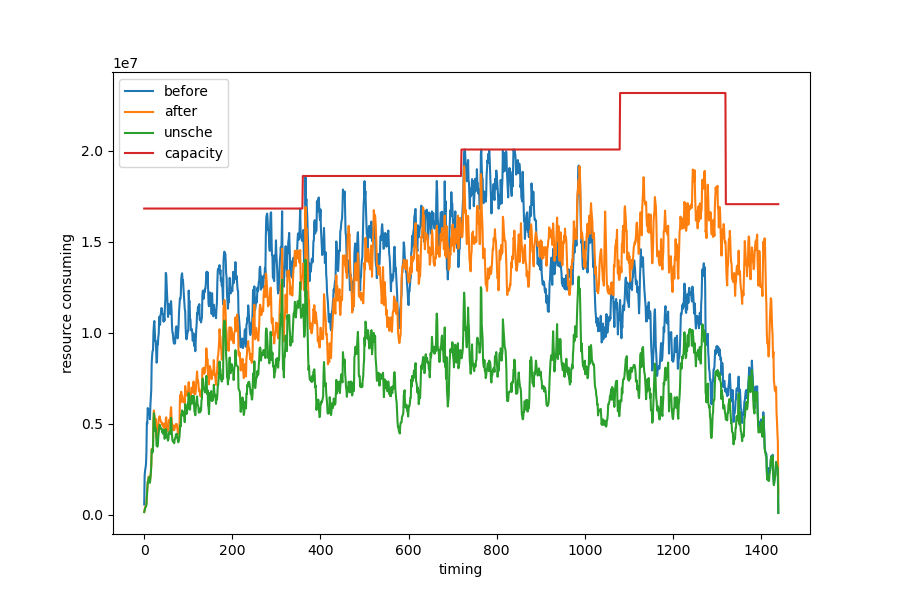 1e7
before
after
unsche
capacity
2.0
1.5
1.0
0.5
0.0
resource consuming
0 200 400 600 800 1000 1200 1400
timing